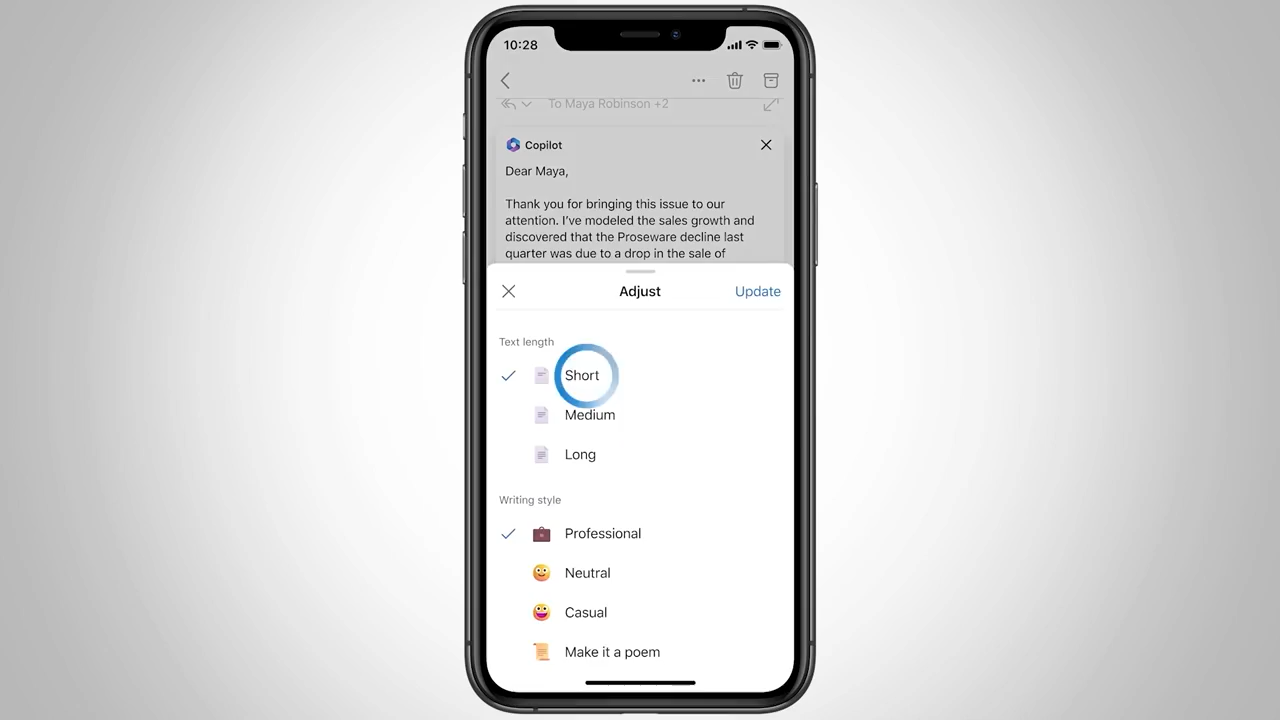 10:28
To Maya Robinson +2
Copilot
Dear Maya,
Thank you for bringing this issue to our
attention. I've modeled the sales growth and
discovered that the Proseware decline last
quarter was due to a drop in the sale of
Adjust
Update
Text length
Short
Medium
Long
Writing style
Professional
Neutral
Casual
Make it a poem